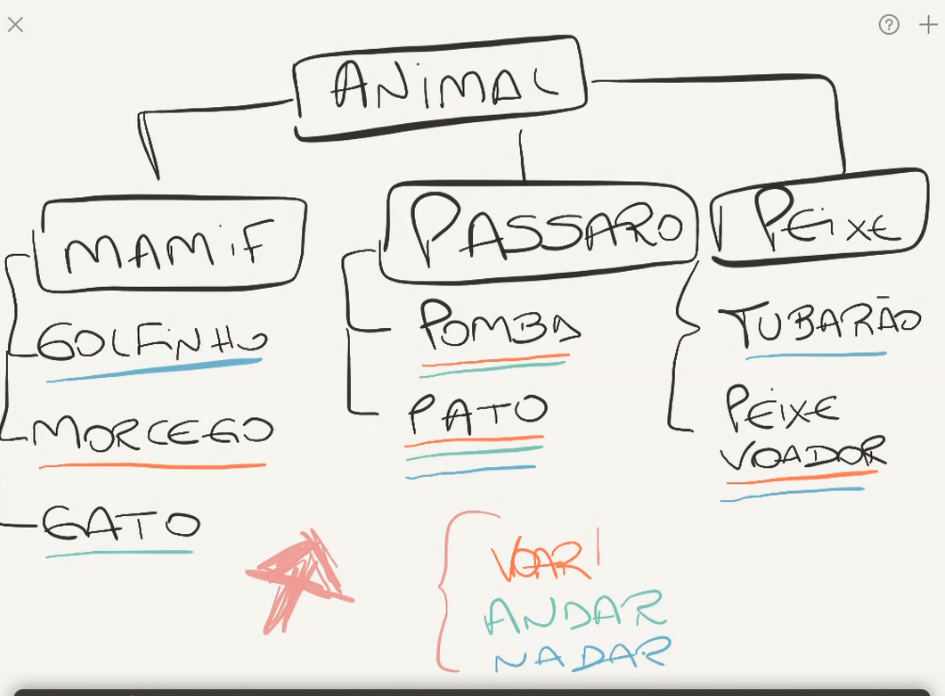 ANIMAL
MAMIF
GOLFINHO
MORCEGO
GATO
PASSARO
POMBA
PATO
PEIXE
TUBARÃO
PEIXE
VOADOR
VOAR
ANDAR
NADAR